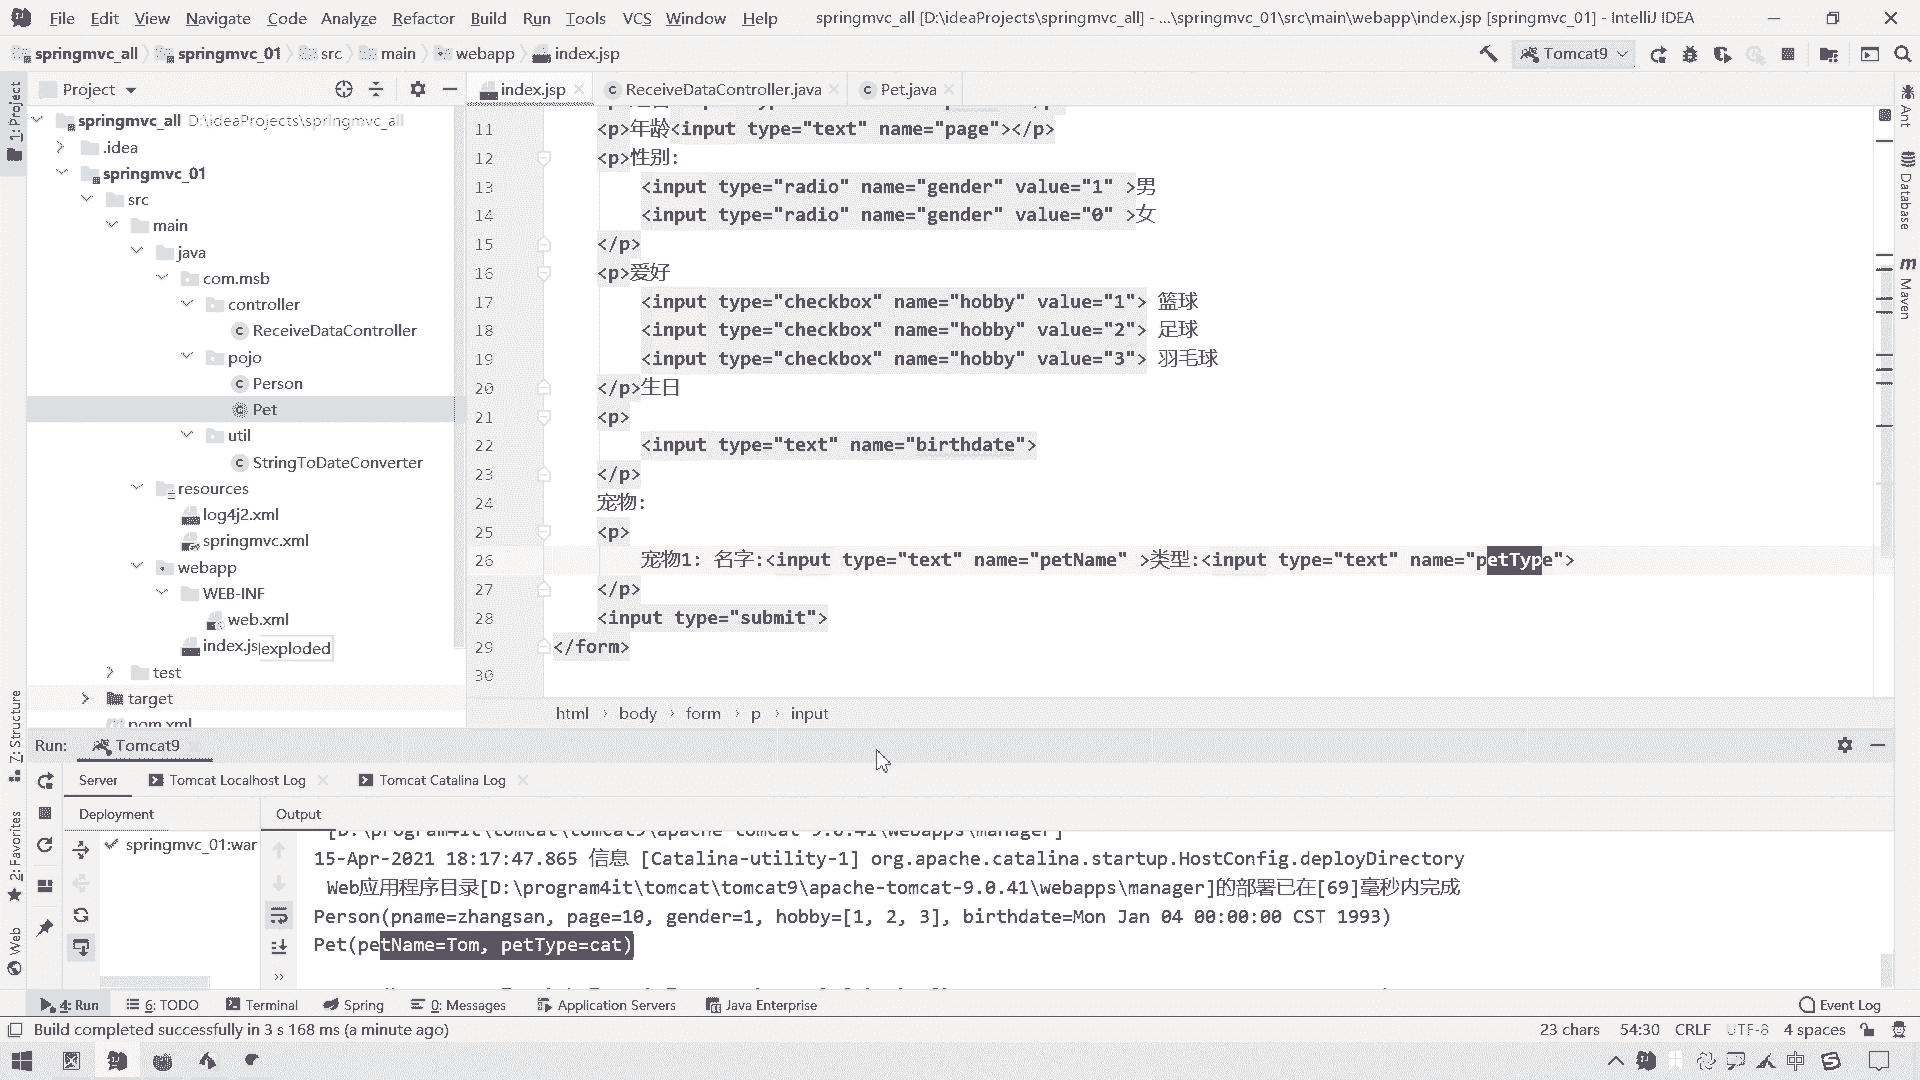 File Edit View Navigate Code Analyze Refactor Build Run Tools VCS Window Help springmvc_all [D:\ideaProjects\springmvc_all] - ...\springmvc_01\src\main\webapp\index.jsp [springmvc_01] - IntelliJ IDEA
springmvc_all springmvc_01 src main webapp index.jsp Tomcat9
Project index.jsp ReceiveDataController.java Pet.java
1: Project
springmvc_all D:\ideaProjects\springmvc_all
.idea
springmvc_01
src
main
java
com.msb
controller
ReceiveDataController
pojo
Person
Pet
util
StringToDateConverter
resources
log4j2.xml
springmvc.xml
webapp
WEB-INF
web.xml
index.js exploded
test
target
pom.xml
11 <p>年龄<input type="text" name="page"></p>
12 <p>性别:
13 <input type="radio" name="gender" value="1" >男
14 <input type="radio" name="gender" value="0" >女
15 </p>
16 <p>爱好
17 <input type="checkbox" name="hobby" value="1"> 篮球
18 <input type="checkbox" name="hobby" value="2"> 足球
19 <input type="checkbox" name="hobby" value="3"> 羽毛球
20 </p>生日
21 <p>
22 <input type="text" name="birthdate">
23 </p>
24 宠物:
25 <p>
26 宠物1: 名字:<input type="text" name="petName" >类型:<input type="text" name="petType">
27 </p>
28 <input type="submit">
29 </form>
30
html body form p input
Ant
Database
Maven
Z: Structure
2: Favorites
Web
Run: Tomcat9
Server Tomcat Localhost Log Tomcat Catalina Log
Deployment Output
springmvc_01:war
[D:\program4it\tomcat\tomcat9\apache-tomcat-9.0.41\webapps\manager]
15-Apr-2021 18:17:47.865 信息 [Catalina-utility-1] org.apache.catalina.startup.HostConfig.deployDirectory
Web应用程序目录[D:\program4it\tomcat\tomcat9\apache-tomcat-9.0.41\webapps\manager]的部署已在[69]毫秒内完成
Person(pname=zhangsan, page=10, gender=1, hobby=[1, 2, 3], birthdate=Mon Jan 04 00:00:00 CST 1993)
Pet(petName=Tom, petType=cat)
4: Run 6: TODO Terminal Spring 0: Messages Application Servers Java Enterprise Event Log
Build completed successfully in 3 s 168 ms (a minute ago) 23 chars 54:30 CRLF UTF-8 4 spaces
中